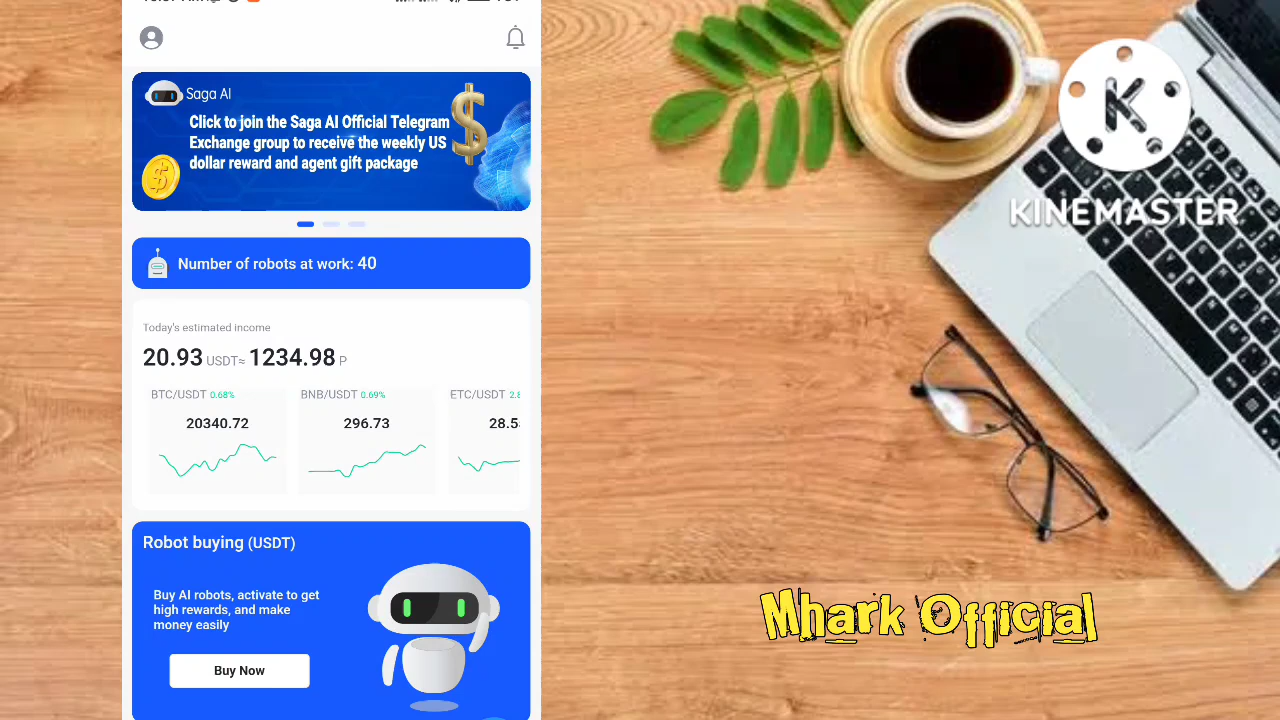 Saga AI
Click to join the Saga AI Official Telegram
Exchange group to receive the weekly US
dollar reward and agent gift package
Number of robots at work: 40
Today's estimated income
20.93 USDT≈ 1234.98 P
BTC/USDT 0.68%
20340.72
BNB/USDT 0.69%
296.73
ETC/USDT
Robot buying (USDT)
Buy AI robots, activate to get
high rewards, and make
money easily
Buy Now
K
KINEMASTER
Mhark Official